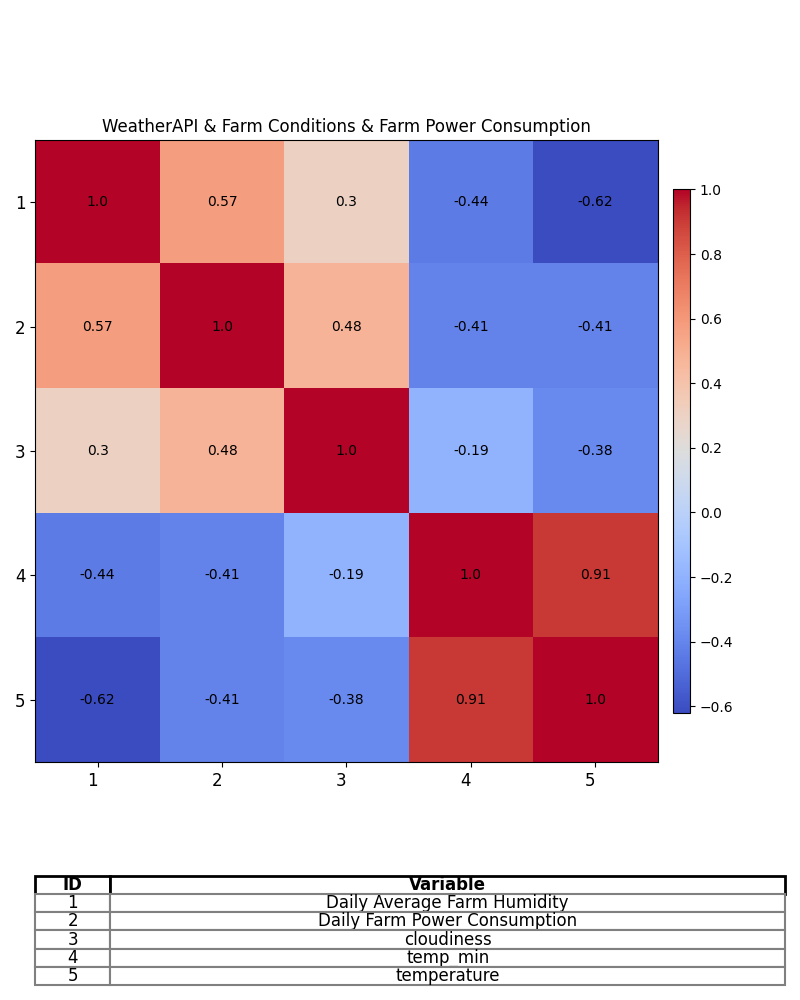 WeatherAPI & Farm Conditions & Farm Power Consumption
1 1.0 0.57 0.3 -0.44 -0.62
2 0.57 1.0 0.48 -0.41 -0.41
3 0.3 0.48 1.0 -0.19 -0.38
4 -0.44 -0.41 -0.19 1.0 0.91
5 -0.62 -0.41 -0.38 0.91 1.0
1 2 3 4 5
1.0
0.8
0.6
0.4
0.2
0.0
−0.2
−0.4
−0.6
ID Variable
1 Daily Average Farm Humidity
2 Daily Farm Power Consumption
3 cloudiness
4 temp_min
5 temperature